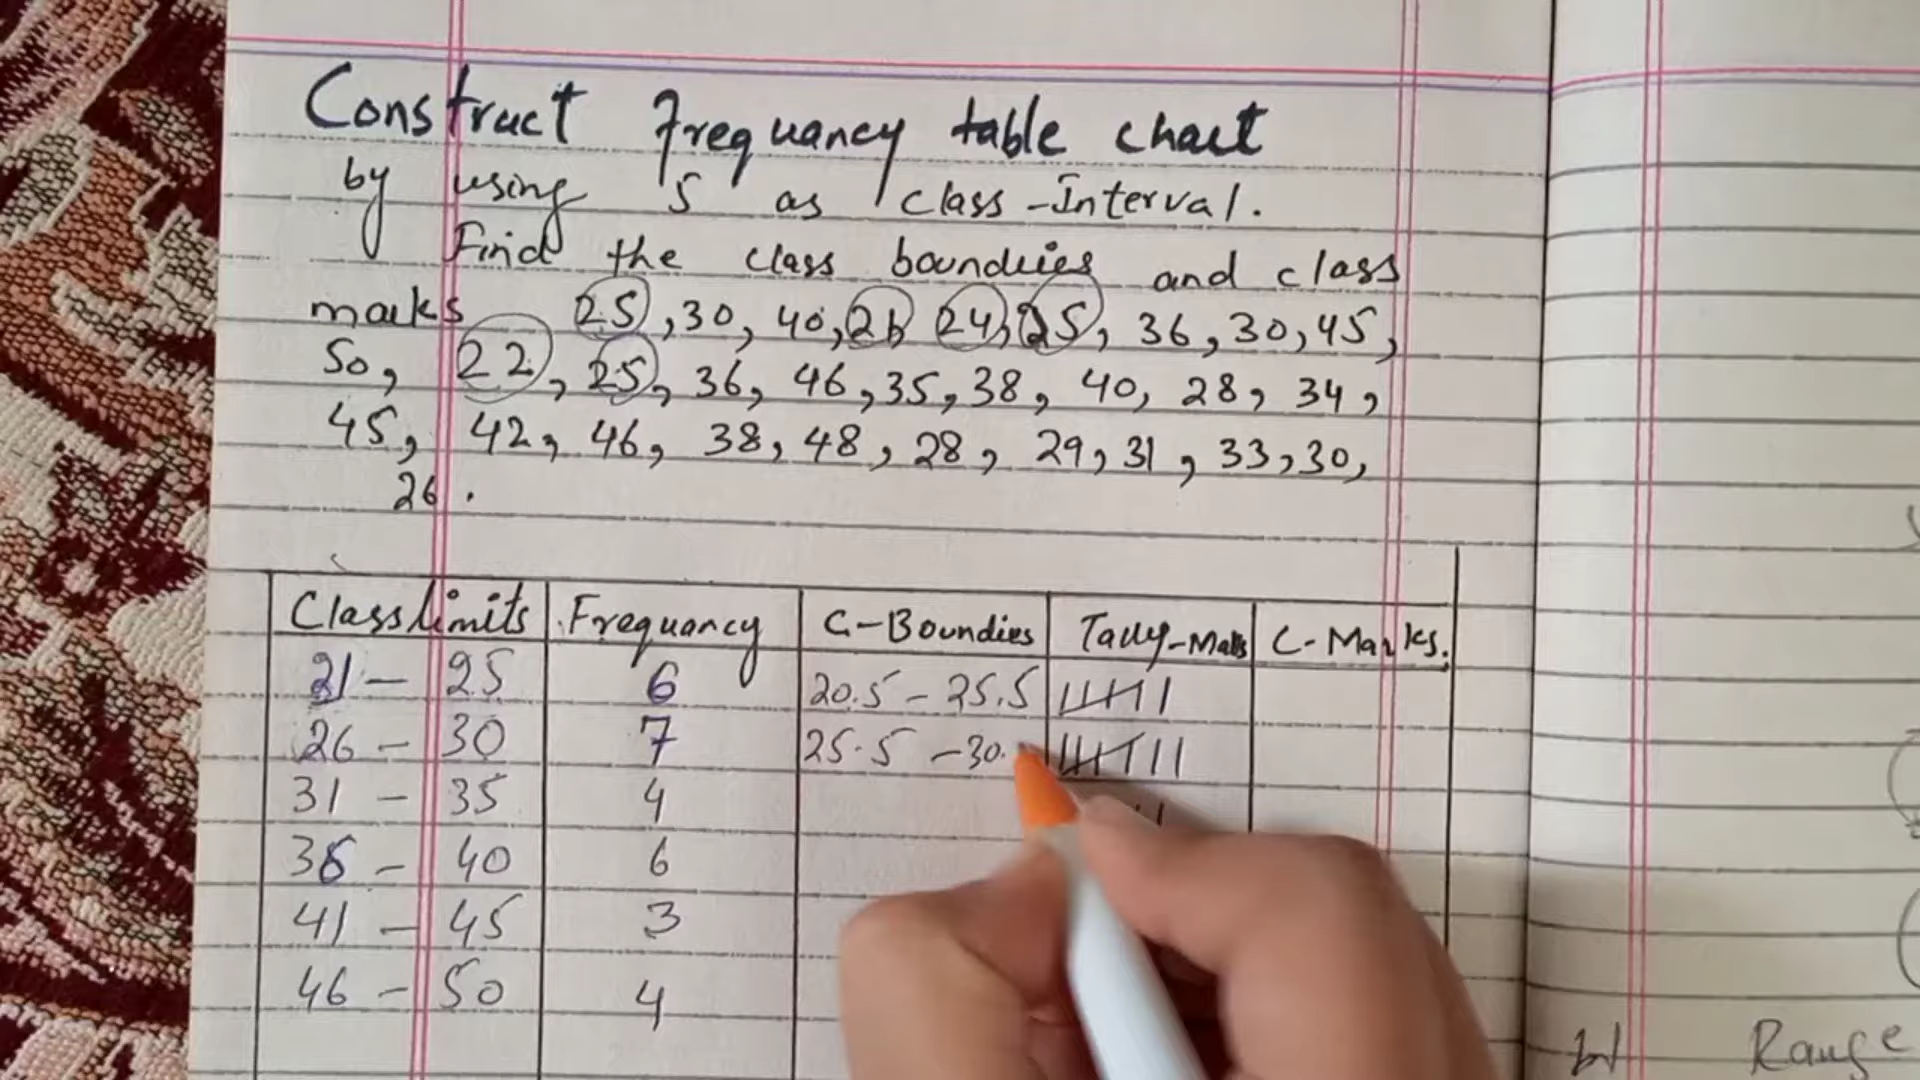 Construct Frequancy table chart
by using 5 as class-Interval.
Find the class boundries and class
marks 25, 30, 40, 21 24, 25, 36, 30, 45,
50, 22, 25, 36, 46, 35, 38, 40, 28, 34,
45, 42, 46, 38, 48, 28, 29, 31, 33, 30,
26.
Class limits Frequancy C-Boundies Tally-Marks C-Marks.
21 - 25 6 20.5 - 25.5
26 - 30 7 25.5 - 30.
31 - 35 4
36 - 40 6
41 - 45 3
46 - 50 4
Range